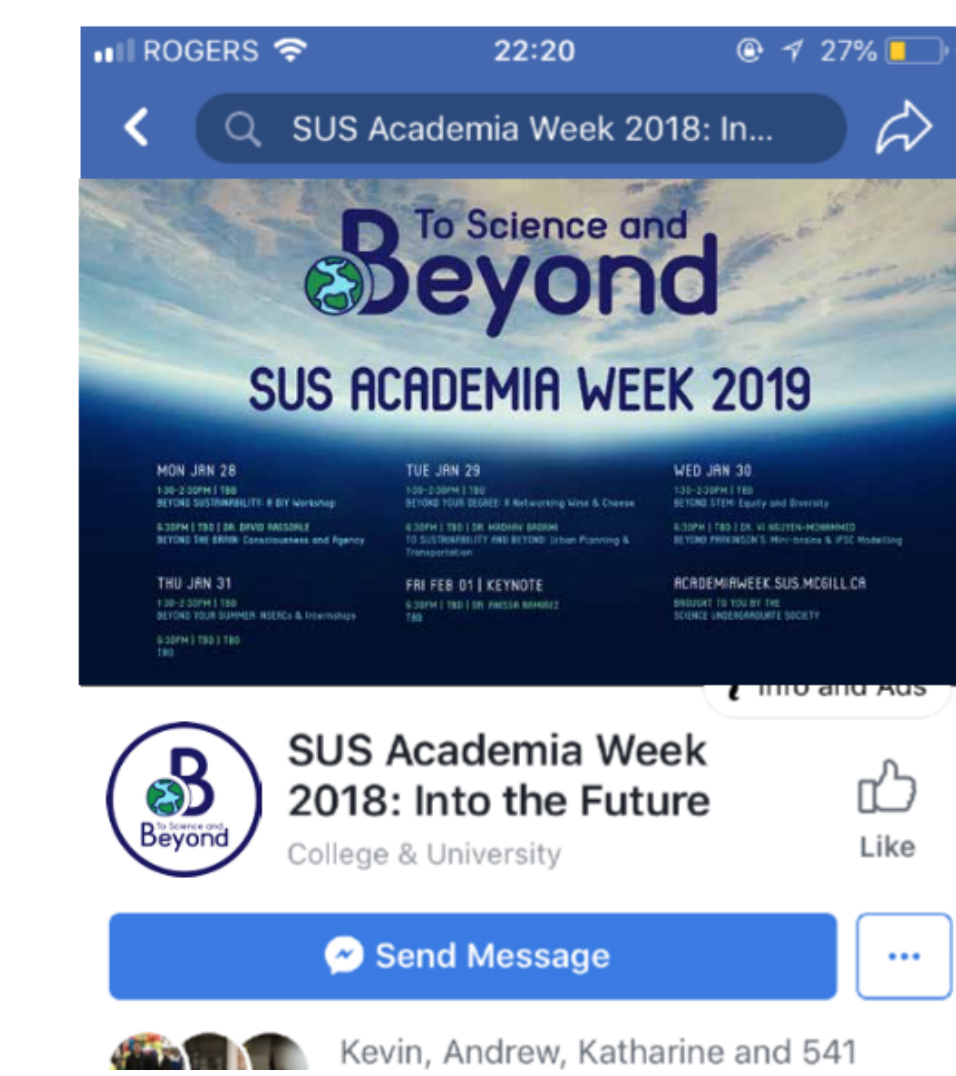 ROGERS 22:20 27%
SUS Academia Week 2018: In...
To Science and
Beyond
SUS ACADEMIA WEEK 2019
MON JAN 28
1:30-2:30PM | TBD
BEYOND SUSTAINABILITY: A DIY Workshop
6:30PM | TBD | DR. DAVID RAGSDALE
BEYOND THE BRAIN: Consciousness and Agency
TUE JAN 29
1:30-2:30PM | TBD
BEYOND YOUR DEGREE: A Networking Wine & Cheese
6:30PM | TBD | DR. MADHAV BADAMI
TO SUSTAINABILITY AND BEYOND: Urban Planning &
Transportation
WED JAN 30
1:30-2:30PM | TBD
BEYOND STEM: Equity and Diversity
6:30PM | TBD | DR. VI NGUYEN-MOHAMMED
BEYOND PARKINSON'S: Mini-brains & iPSC Modelling
THU JAN 31
1:30-2:30PM | TBD
BEYOND YOUR SUMMER: NSERCs & Internships
6:30PM | TBD | TBD
TBD
FRI FEB 01 | KEYNOTE
6:30PM | TBD | DR. AINISSA RAMIREZ
TBD
ACADEMIAWEEK.SUS.MCGILL.CA
BROUGHT TO YOU BY THE
SCIENCE UNDERGRADUATE SOCIETY
Info and Ads
To Science and
Beyond
SUS Academia Week
2018: Into the Future
College & University
Like
Send Message
Kevin, Andrew, Katharine and 541